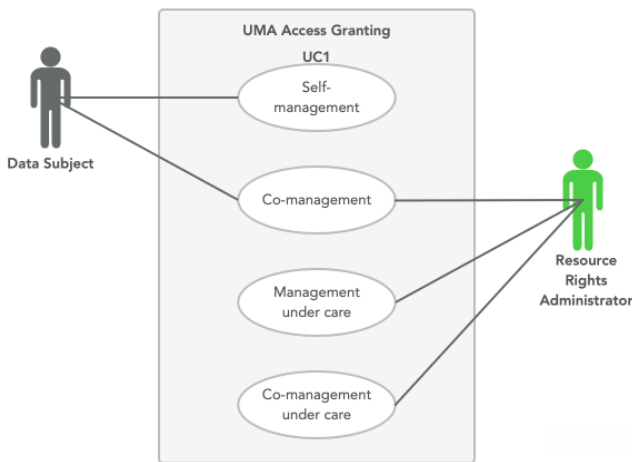 UMA Access Granting
UC1
Self-
management
Data Subject
Co-management
Resource
Rights
Administrator
Management
under care
Co-management
under care